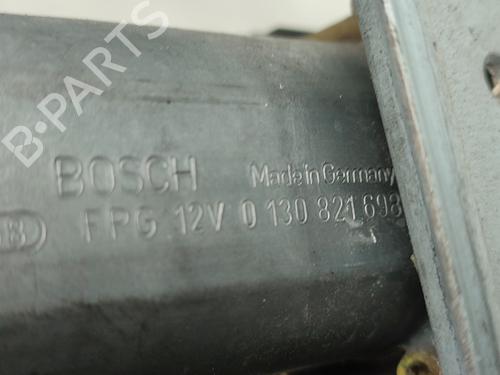 B-PARTS
BOSCH Made in Germany
FPG 12V 0 130 821 698